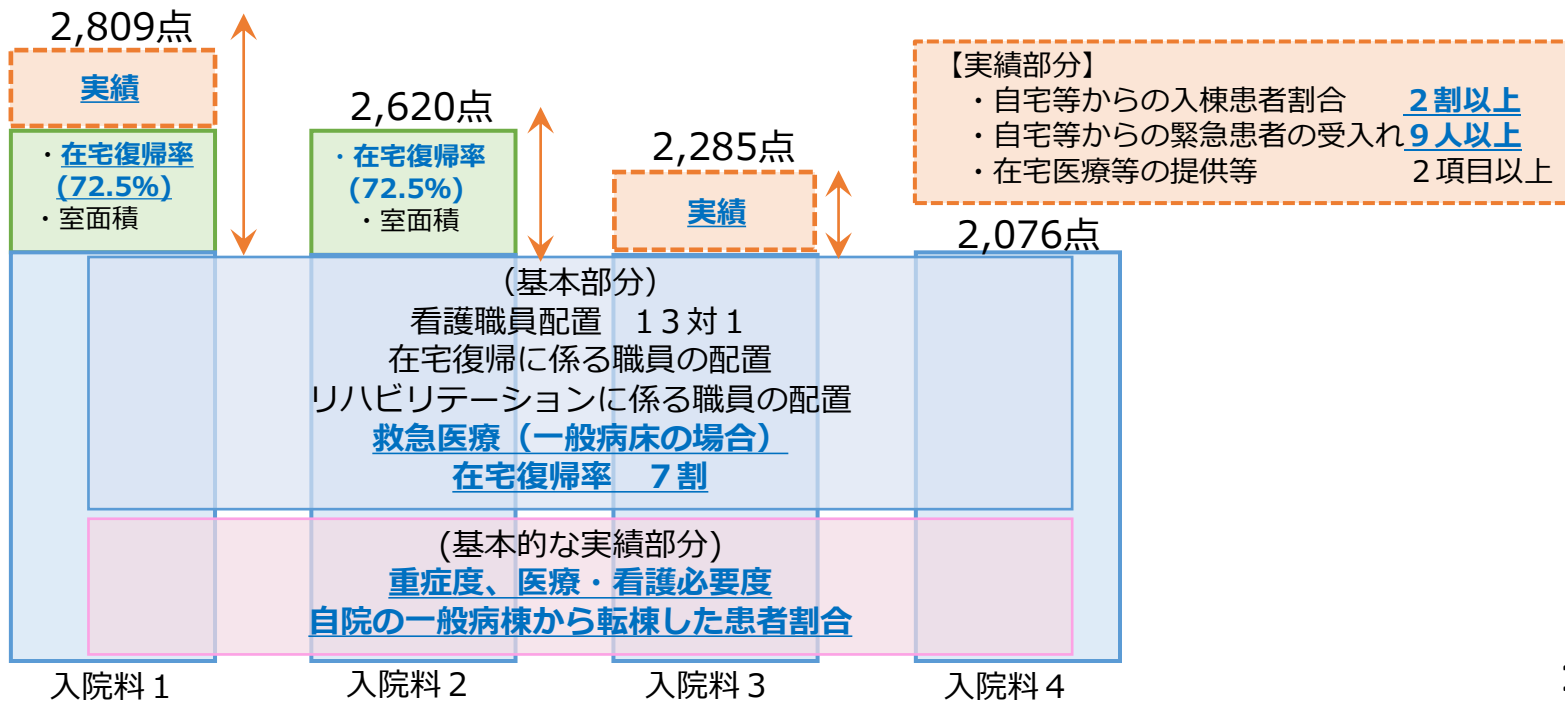 2,809点
実績
・在宅復帰率
(72.5%)
・室面積
2,620点
・在宅復帰率
(72.5%)
・室面積
2,285点
実績
2,076点
【実績部分】
・自宅等からの入棟患者割合 ２割以上
・自宅等からの緊急患者の受入れ ９人以上
・在宅医療等の提供等 ２項目以上
（基本部分）
看護職員配置　１３対１
在宅復帰に係る職員の配置
リハビリテーションに係る職員の配置
救急医療（一般病床の場合）
在宅復帰率　７割
(基本的な実績部分)
重症度、医療・看護必要度
自院の一般病棟から転棟した患者割合
入院料１
入院料２
入院料３
入院料４